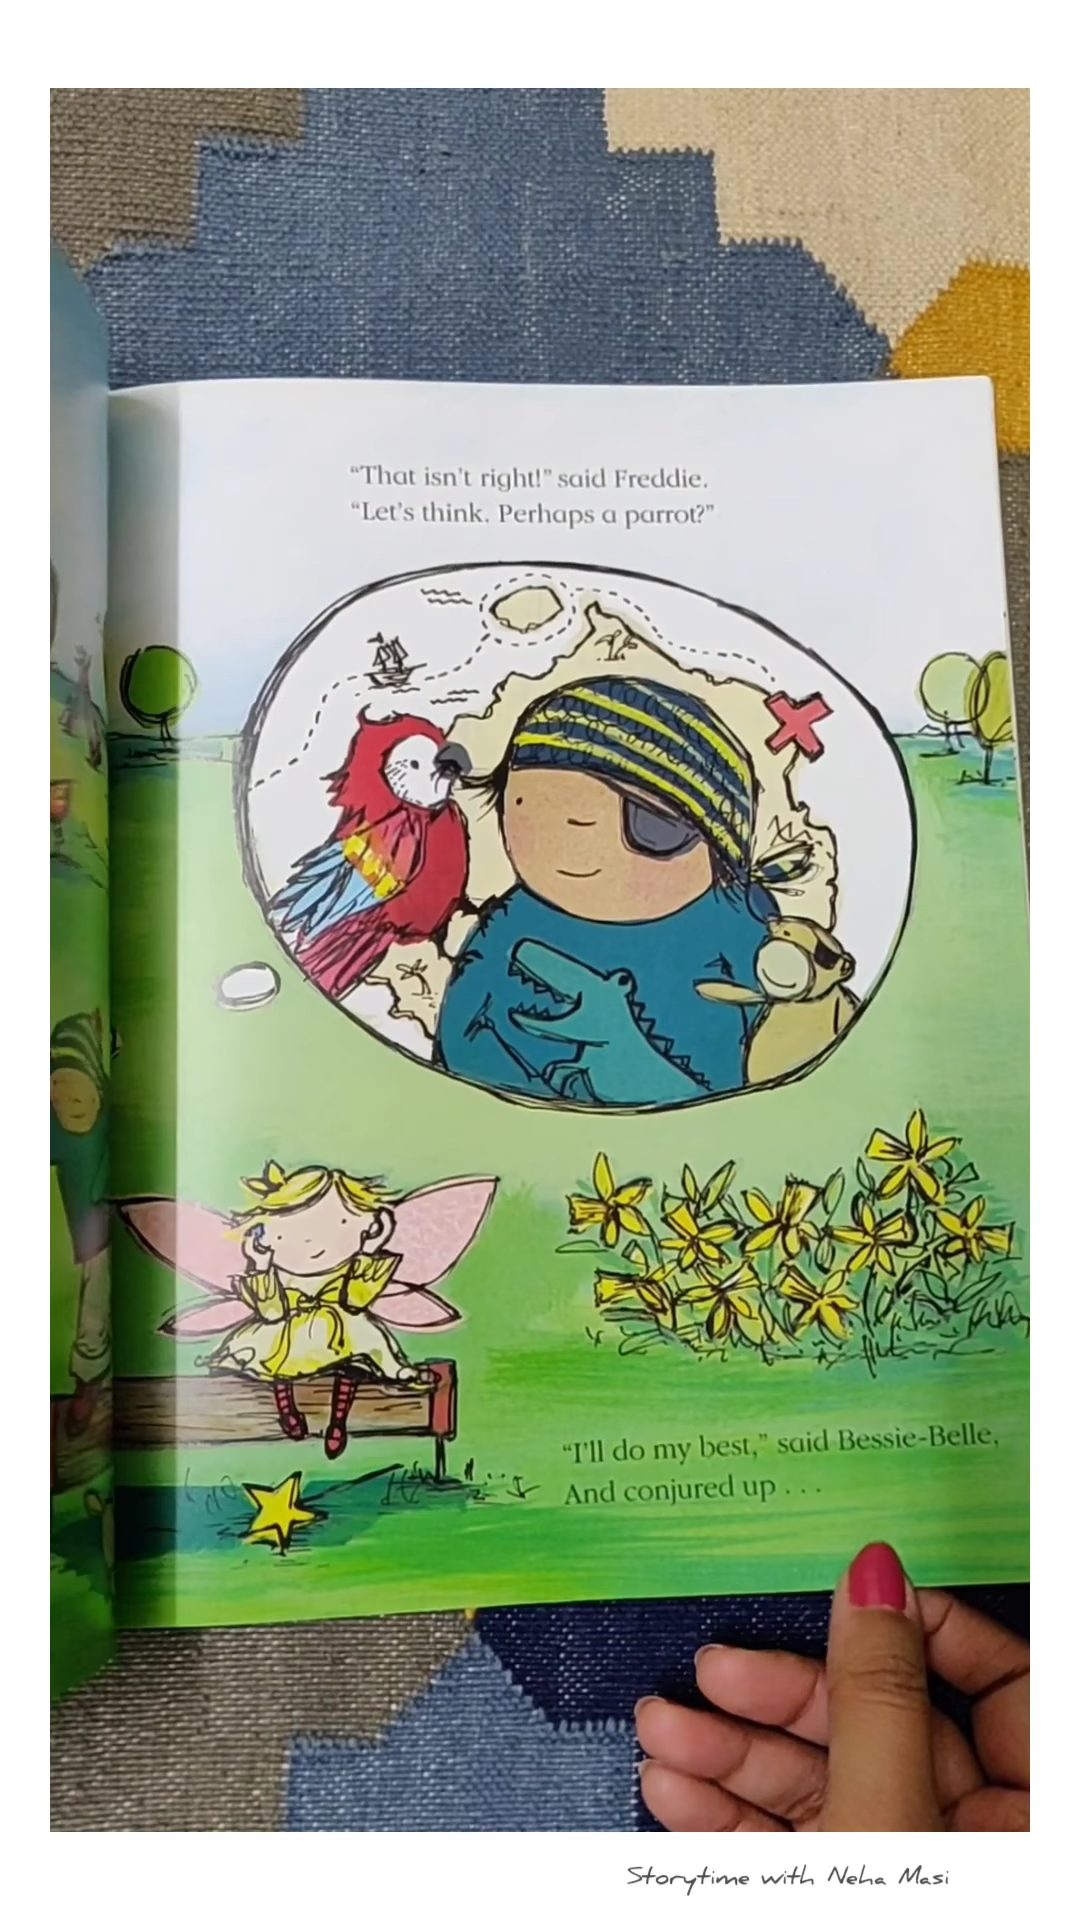 “That isn’t right!” said Freddie.
“Let’s think. Perhaps a parrot?”
“I’ll do my best,” said Bessie-Belle,
And conjured up . . .
Storytime with Neha Masi